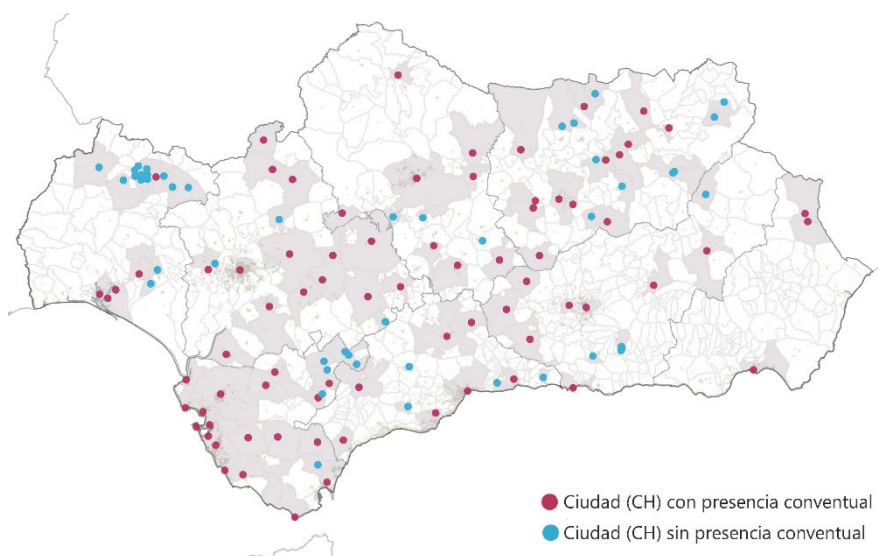 Ciudad (CH) con presencia conventual
Ciudad (CH) sin presencia conventual